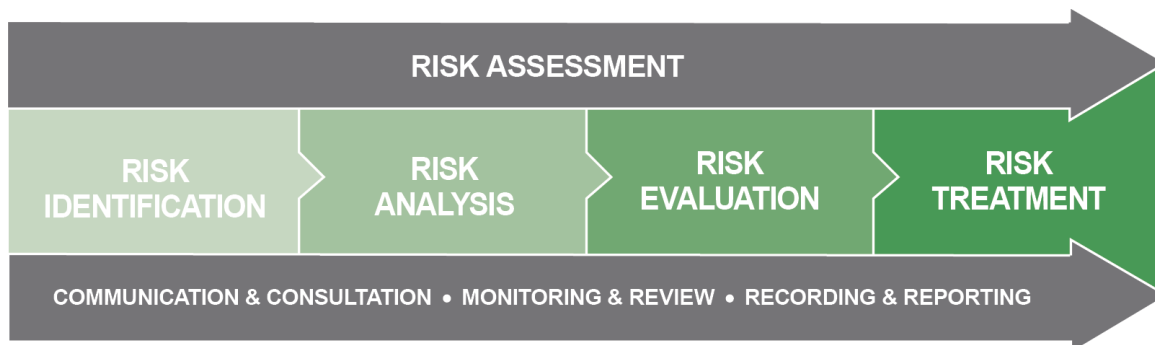 RISK ASSESSMENT
RISK
IDENTIFICATION
RISK
ANALYSIS
RISK
EVALUATION
RISK
TREATMENT
COMMUNICATION & CONSULTATION • MONITORING & REVIEW • RECORDING & REPORTING